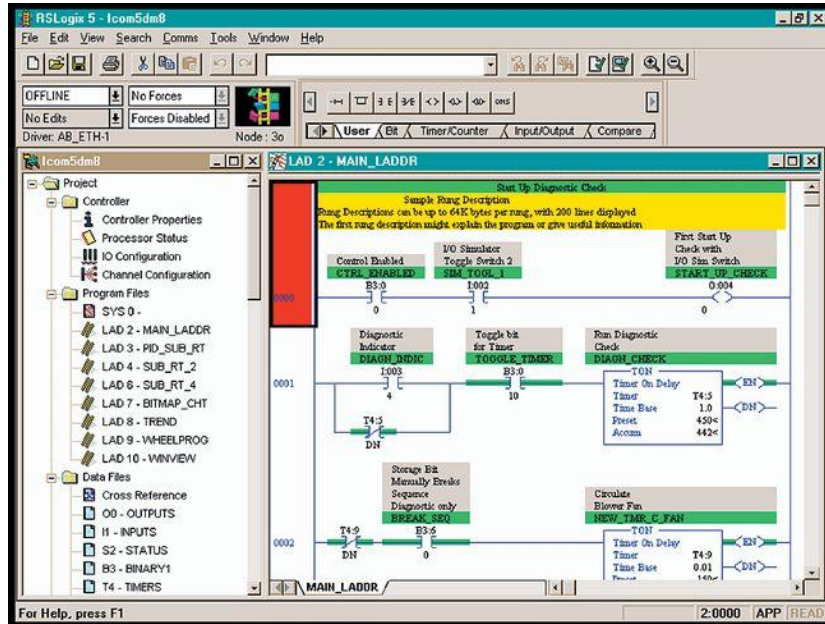 RSLogix 5 - Icom5dm8
File Edit View Search Comms Tools Window Help
OFFLINE No Forces
No Edits Forces Disabled
Driver: AB_ETH-1 Node : 3o
User Bit Timer/Counter Input/Output Compare
Icom5dm8
Project
Controller
Controller Properties
Processor Status
IO Configuration
Channel Configuration
Program Files
SYS 0 -
LAD 2 - MAIN_LADDR
LAD 3 - PID_SUB_RT
LAD 4 - SUB_RT_2
LAD 6 - SUB_RT_4
LAD 7 - BITMAP_CHT
LAD 8 - TREND
LAD 9 - WHEELPROG
LAD 10 - WINVIEW
Data Files
Cross Reference
O0 - OUTPUTS
I1 - INPUTS
S2 - STATUS
B3 - BINARY1
T4 - TIMERS
LAD 2 - MAIN_LADDR
Start Up Diagnostic Check
Sample Rung Description
Rung Descriptions can be up to 64K bytes per rung, with 200 lines displayed
The first rung description might explain the program or give useful information
Control Enabled
CTRL_ENABLED
B3:0
0
I/O Simulator
Toggle Switch 2
SIM_TOGL_1
I:002
1
First Start Up
Check with
I/O Sim Switch
START_UP_CHECK
O:004
0
0000
Diagnostic
Indicator
DIAGN_INDIC
I:003
4
T4:5
DN
Toggle bit
for Timer
TOGGLE_TIMER
B3:0
10
Run Diagnostic
Check
DIAGN_CHECK
TON
Timer On Delay
Timer T4:5
Time Base 1.0
Preset 450<
Accum 442<
EN
DN
0001
T4:9
DN
Storage Bit
Manually Breaks
Sequence
Diagnostic only
BREAK_SEQ
B3:6
0
Circulate
Blower Fan
NEW_TMR_C_FAN
TON
Timer On Delay
Timer T4:9
Time Base 0.01
Preset 150<
EN
DN
0002
MAIN_LADDR
For Help, press F1
2:0000 APP READ